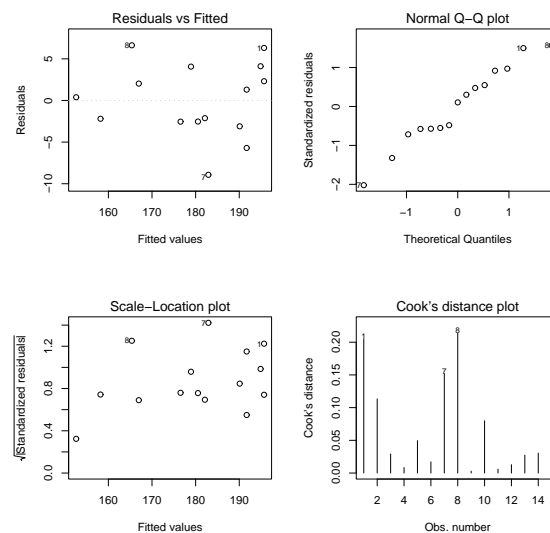 Residuals vs Fitted
Residuals
5
0
−5
−10
8
1
7
160 170 180 190
Fitted values
Normal Q−Q plot
Standardized residuals
1
0
−1
−2
1
8
7
−1 0 1
Theoretical Quantiles
Scale−Location plot
√|Standardized residuals|
1.2
0.8
0.4
0.0
8
7
1
160 170 180 190
Fitted values
Cook's distance plot
Cook's distance
0.20
0.15
0.10
0.05
0.00
1
8
7
2 4 6 8 10 12 14
Obs. number